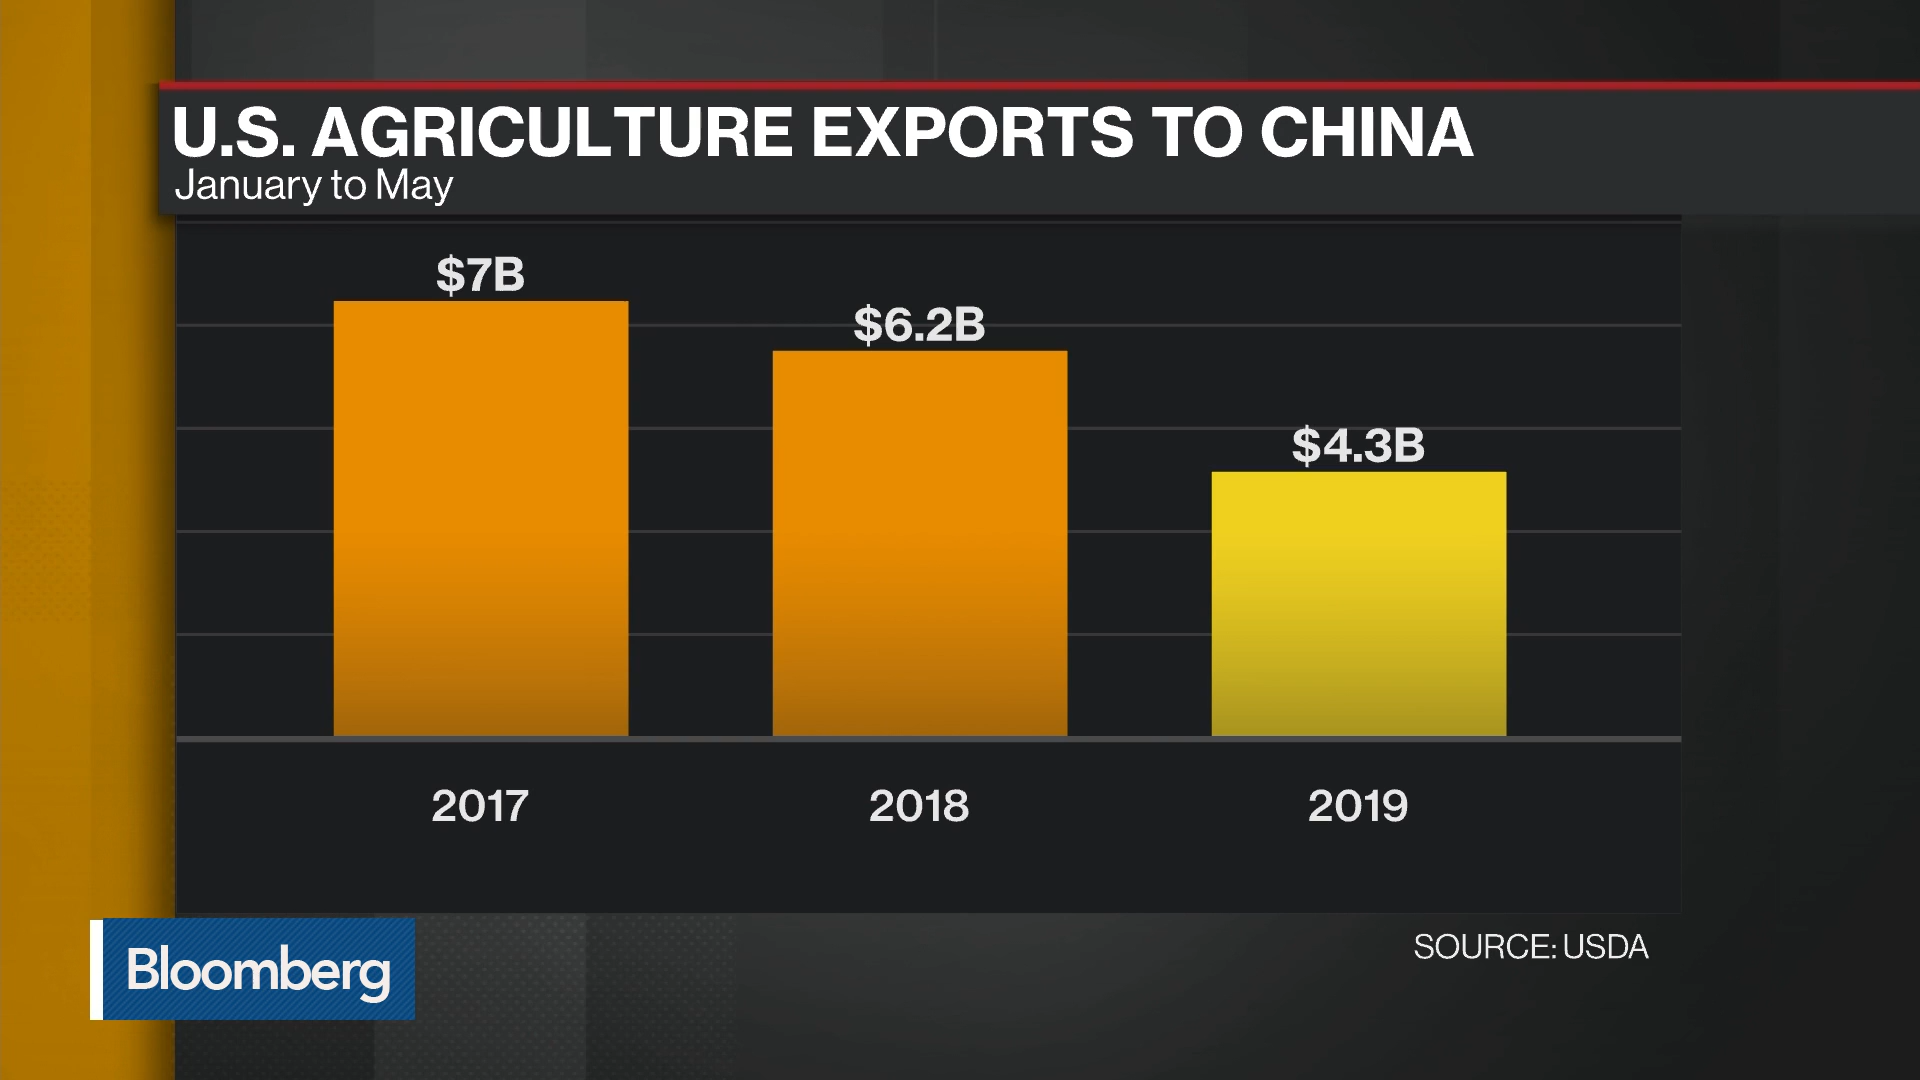 U.S. AGRICULTURE EXPORTS TO CHINA
January to May
$7B
$6.2B
$4.3B
2017
2018
2019
Bloomberg
SOURCE: USDA